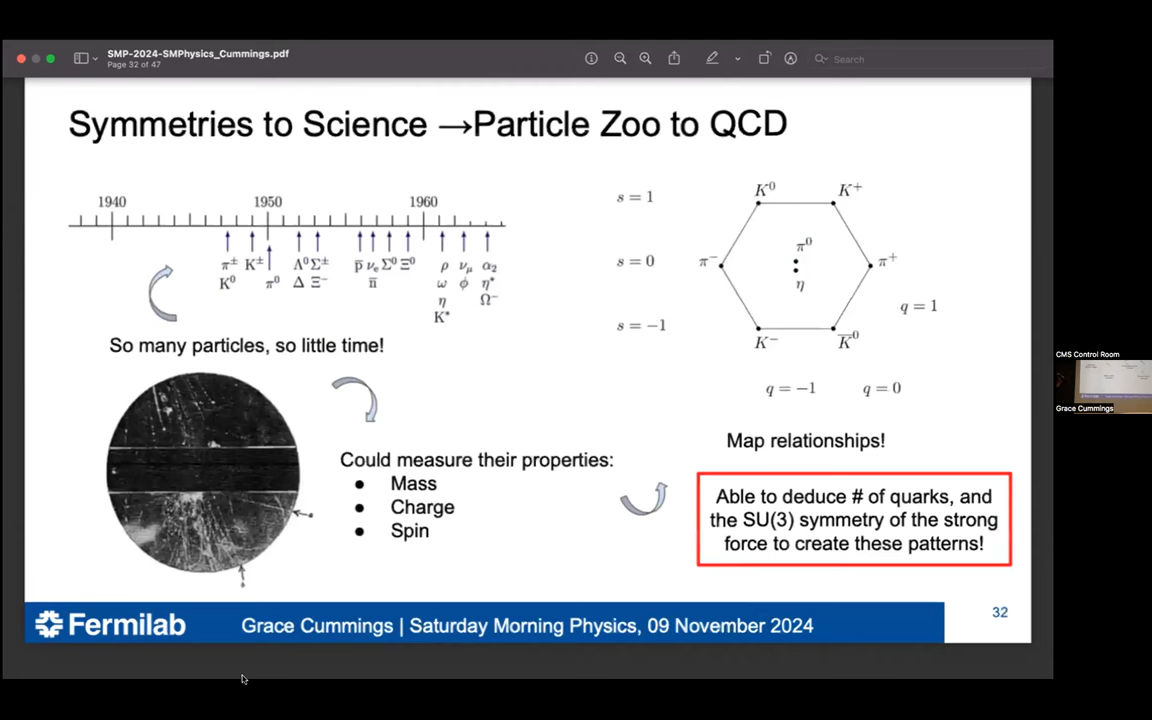 SMP-2024-SMPhysics_Cummings.pdf
Page 32 of 47
Search
Symmetries to Science →Particle Zoo to QCD
1940 1950 1960
π± K± Λ⁰ Σ± p̅ νₑ Σ⁰ Ξ⁰ ρ ν_μ α₂
K⁰ π⁰ Δ Ξ⁻ n̅ ω φ η*
η Ω⁻
K*
So many particles, so little time!
Could measure their properties:
● Mass
● Charge
● Spin
s = 1
K⁰ K⁺
s = 0
π⁻ π⁰ π⁺
η
q = 1
s = −1
K⁻ K̅⁰
q = −1 q = 0
Map relationships!
Able to deduce # of quarks, and
the SU(3) symmetry of the strong
force to create these patterns!
Fermilab
Grace Cummings | Saturday Morning Physics, 09 November 2024
32
CMS Control Room
Grace Cummings